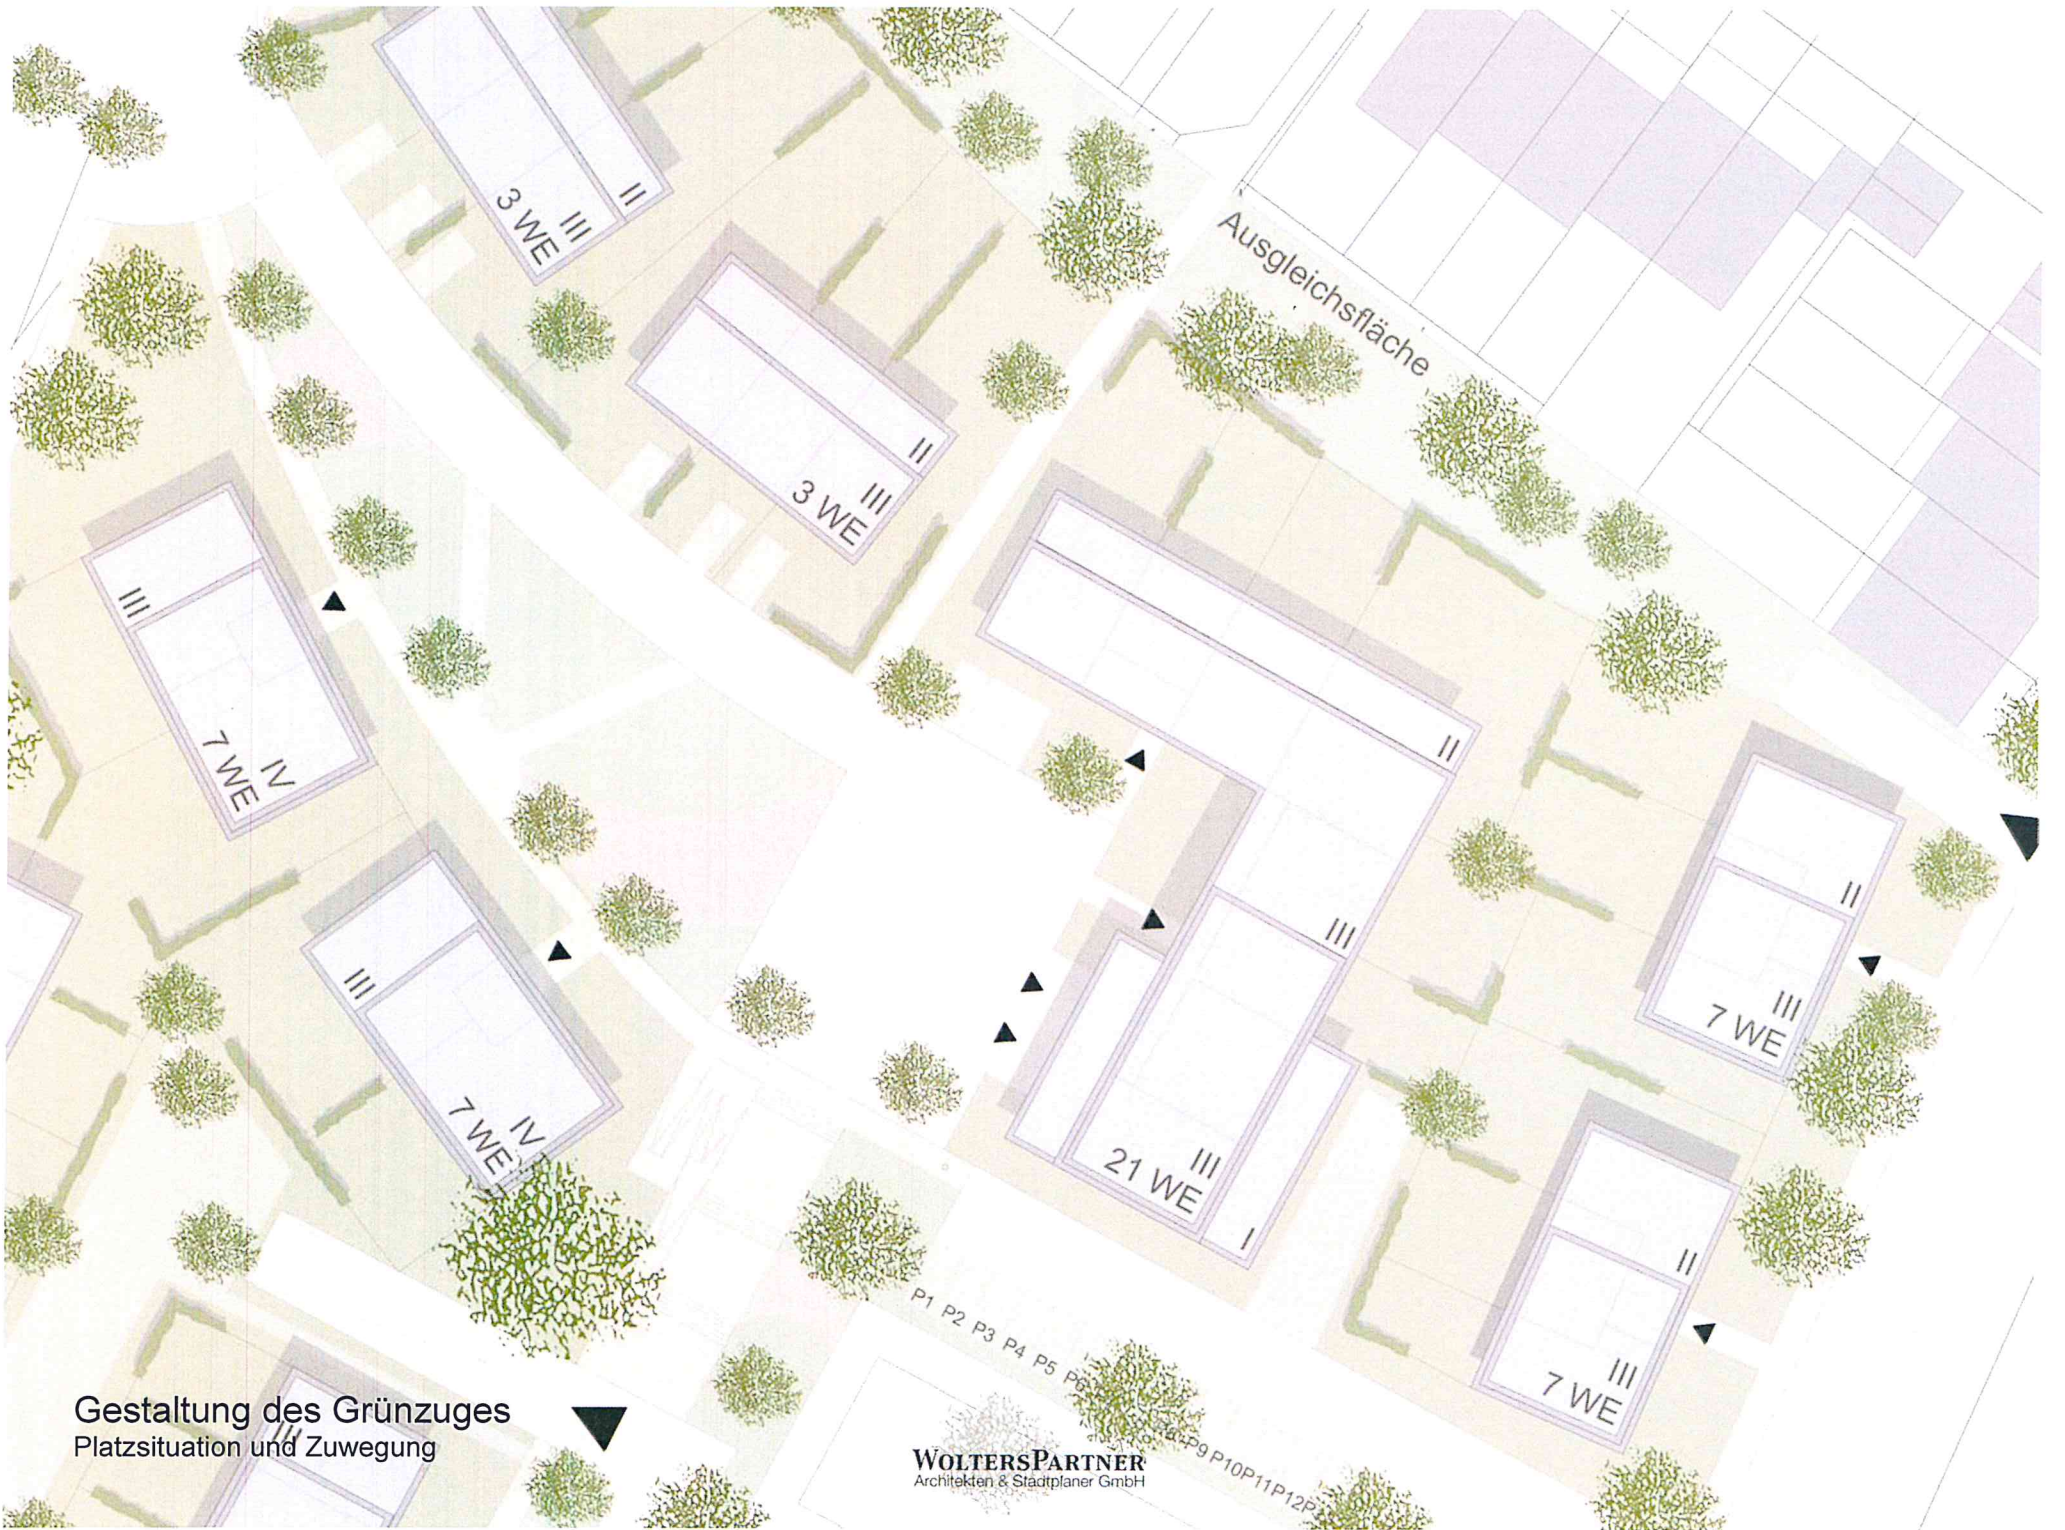 II
III
3 WE
Ausgleichsfläche
II
III
3 WE
III
IV
7 WE
II
III
II
III
7 WE
III
IV
7 WE
III
21 WE
I
II
III
7 WE
P1 P2 P3 P4 P5 P6
P9 P10 P11 P12
Gestaltung des Grünzuges
Platzsituation und Zuwegung
III
WOLTERSPARTNER
Architekten & Stadtplaner GmbH